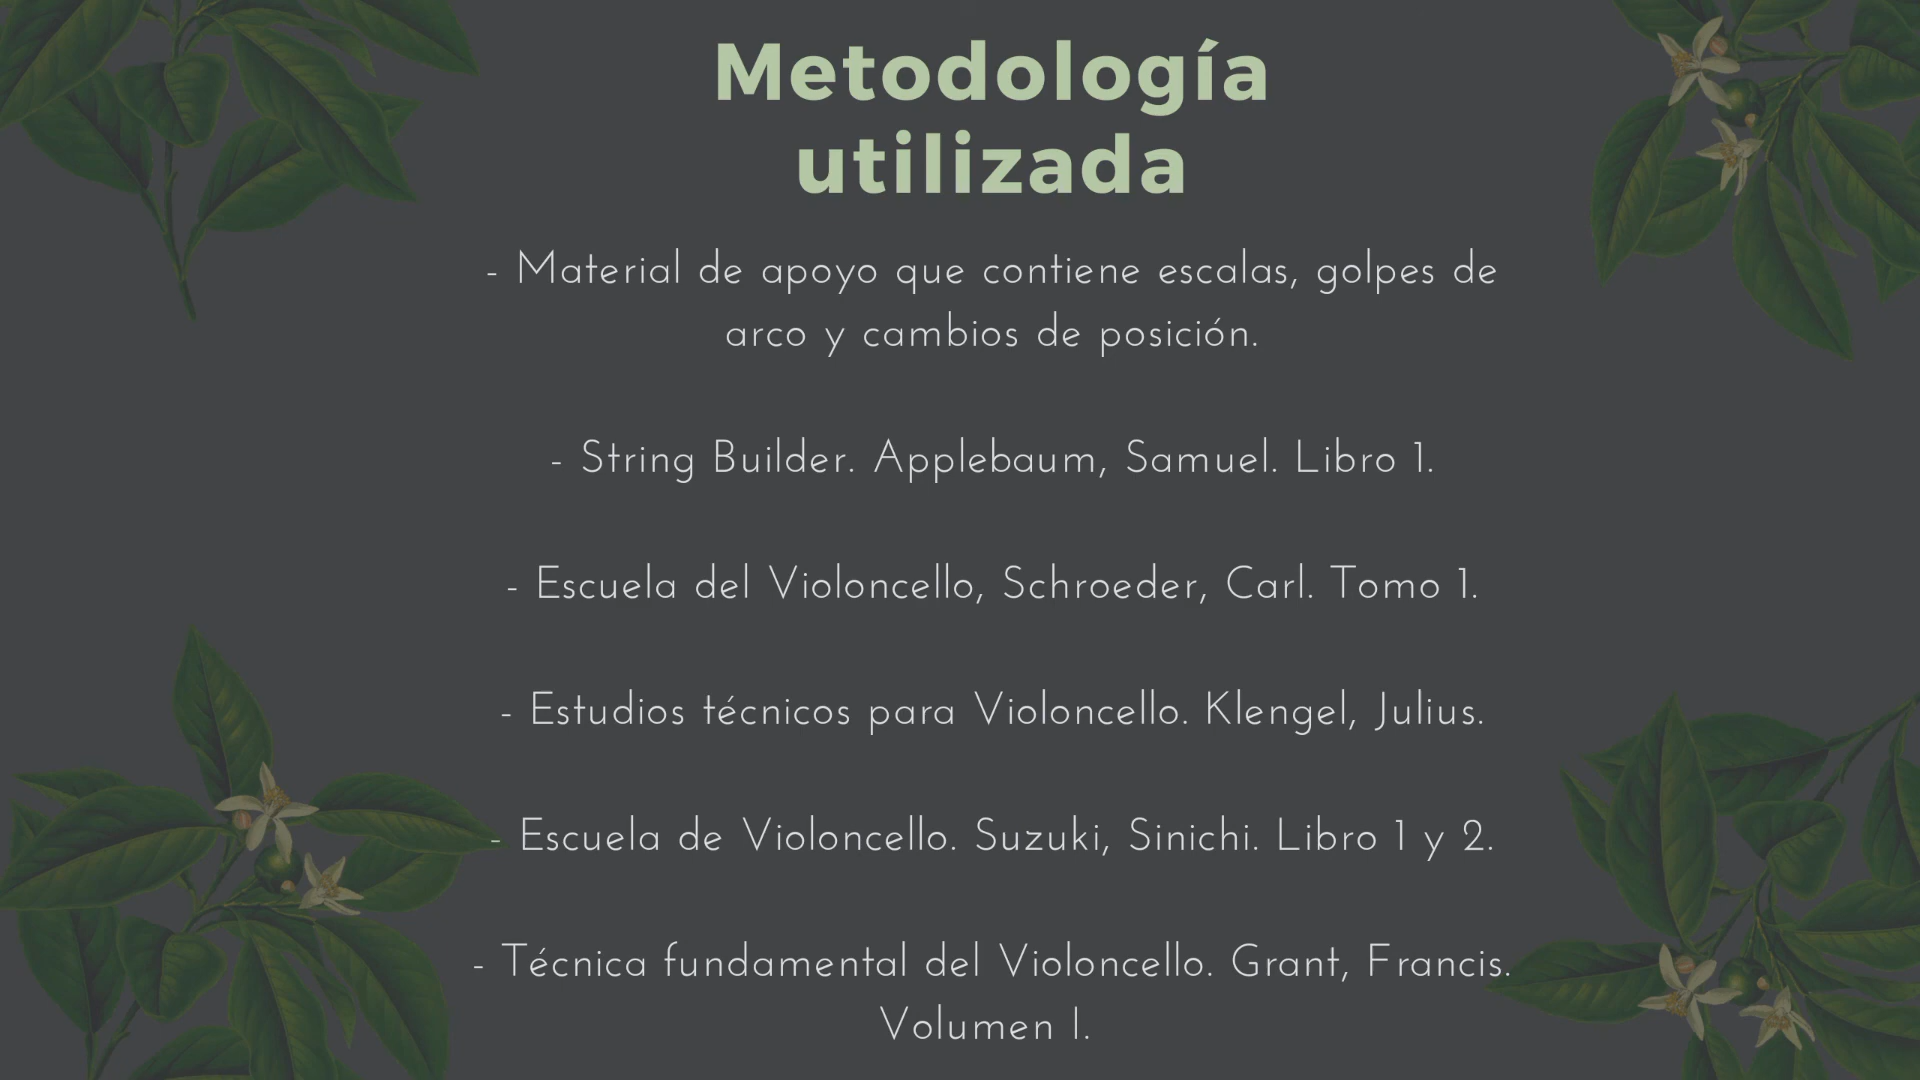 Metodología
utilizada
- Material de apoyo que contiene escalas, golpes de
arco y cambios de posición.
- String Builder. Applebaum, Samuel. Libro 1.
- Escuela del Violoncello, Schroeder, Carl. Tomo 1.
- Estudios técnicos para Violoncello. Klengel, Julius.
- Escuela de Violoncello. Suzuki, Sinichi. Libro 1 y 2.
- Técnica fundamental del Violoncello. Grant, Francis.
Volumen I.